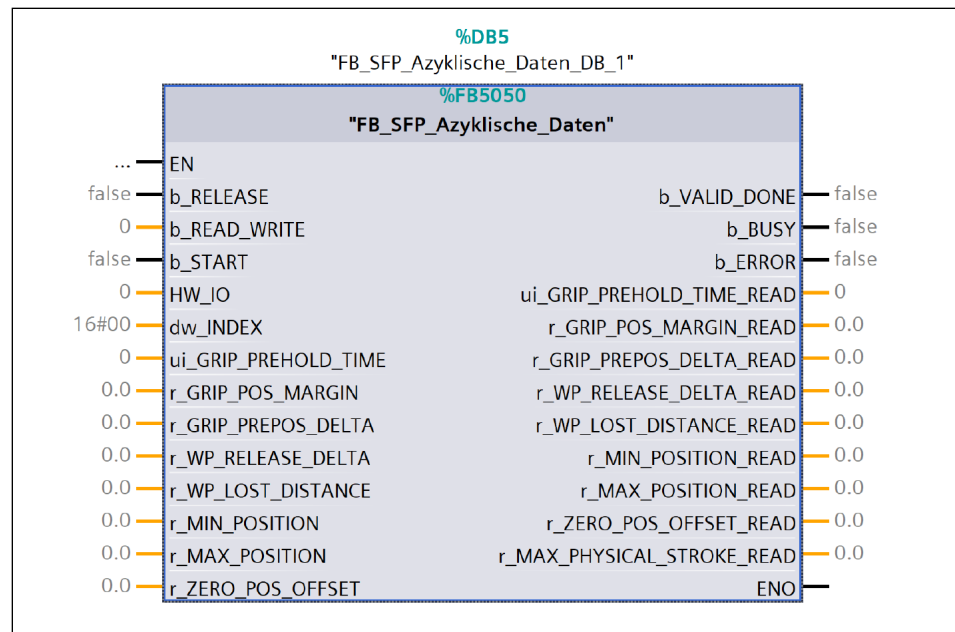 %DB5
"FB_SFP_Azyklische_Daten_DB_1"
%FB5050
"FB_SFP_Azyklische_Daten"
... EN
false b_RELEASE b_VALID_DONE false
0 b_READ_WRITE b_BUSY false
false b_START b_ERROR false
0 HW_IO ui_GRIP_PREHOLD_TIME_READ 0
16#00 dw_INDEX r_GRIP_POS_MARGIN_READ 0.0
0 ui_GRIP_PREHOLD_TIME r_GRIP_PREPOS_DELTA_READ 0.0
0.0 r_GRIP_POS_MARGIN r_WP_RELEASE_DELTA_READ 0.0
0.0 r_GRIP_PREPOS_DELTA r_WP_LOST_DISTANCE_READ 0.0
0.0 r_WP_RELEASE_DELTA r_MIN_POSITION_READ 0.0
0.0 r_WP_LOST_DISTANCE r_MAX_POSITION_READ 0.0
0.0 r_MIN_POSITION r_ZERO_POS_OFFSET_READ 0.0
0.0 r_MAX_POSITION r_MAX_PHYSICAL_STROKE_READ 0.0
0.0 r_ZERO_POS_OFFSET ENO